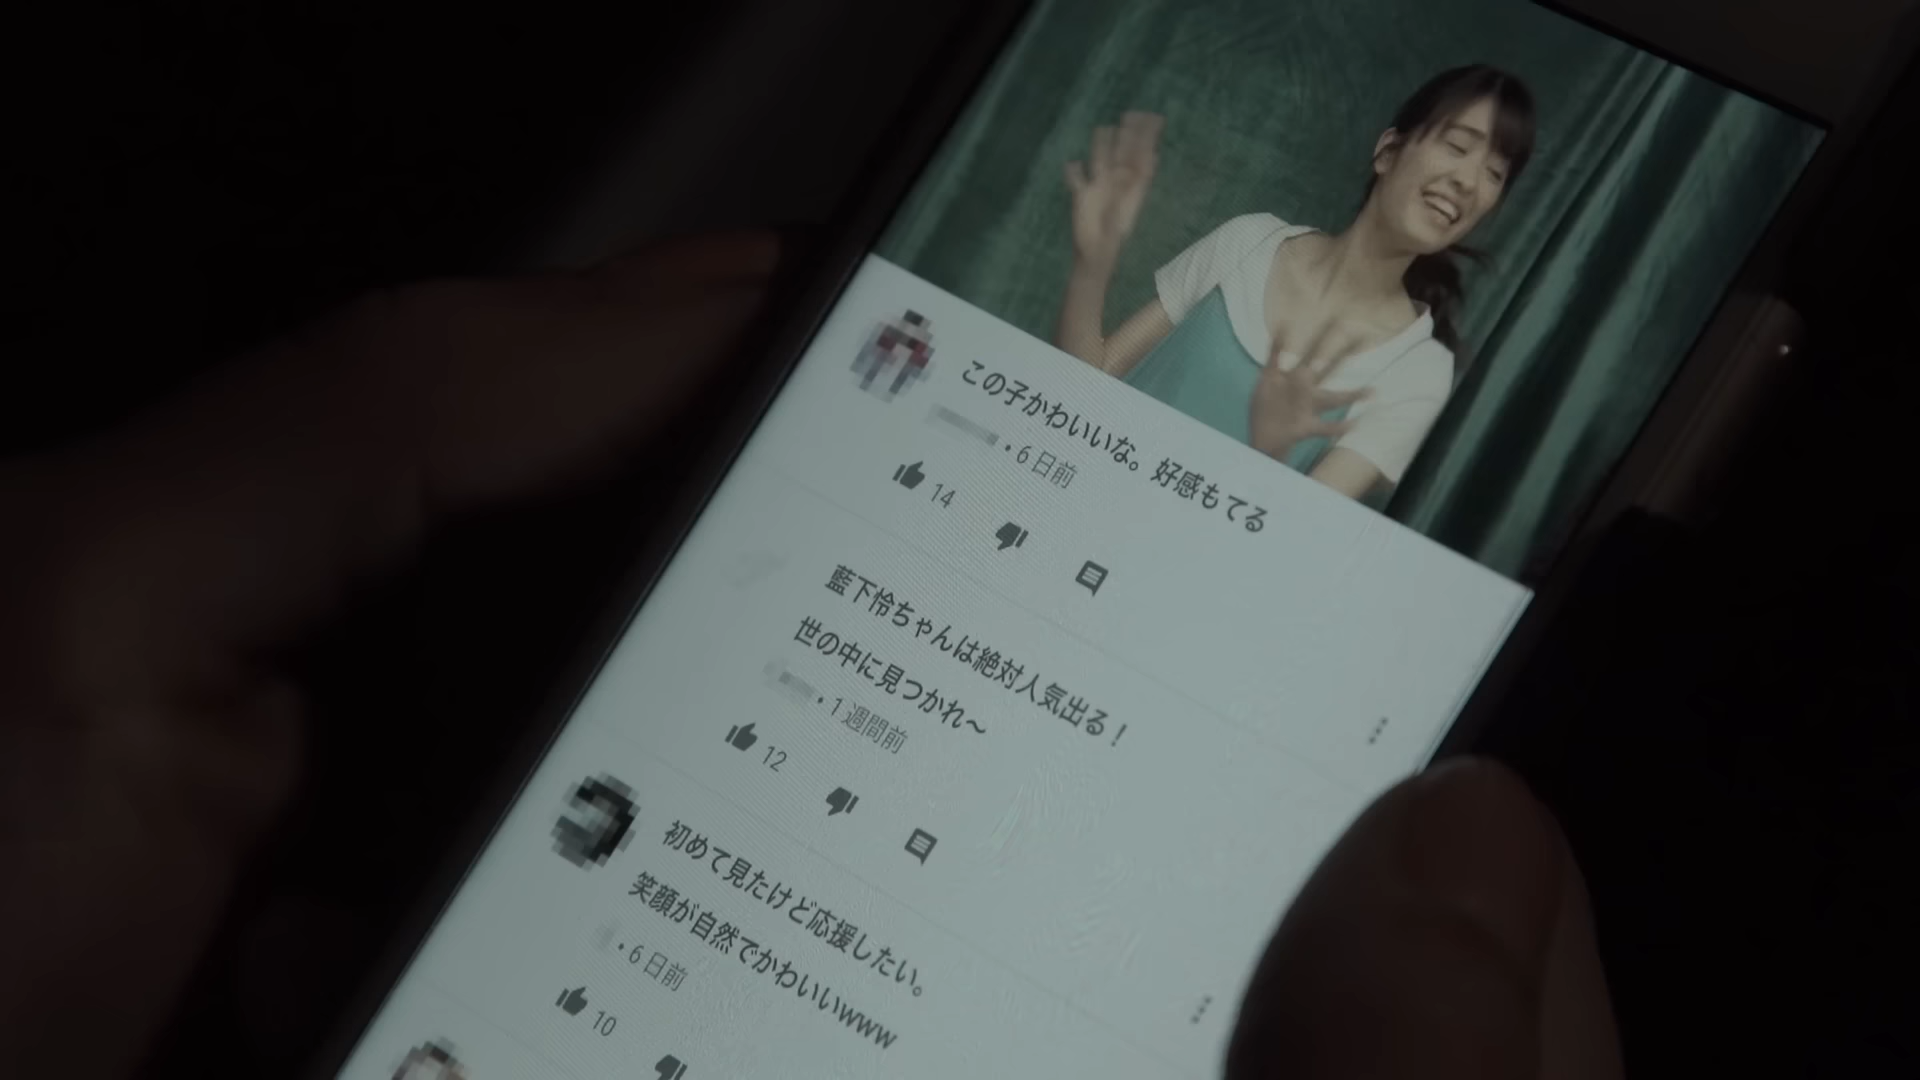 この子かわいいな。好感もてる
・6日前
14
藍下怜ちゃんは絶対人気出る！
世の中に見つかれ～
・1週間前
12
初めて見たけど応援したい。
笑顔が自然でかわいいwww
・6日前
10